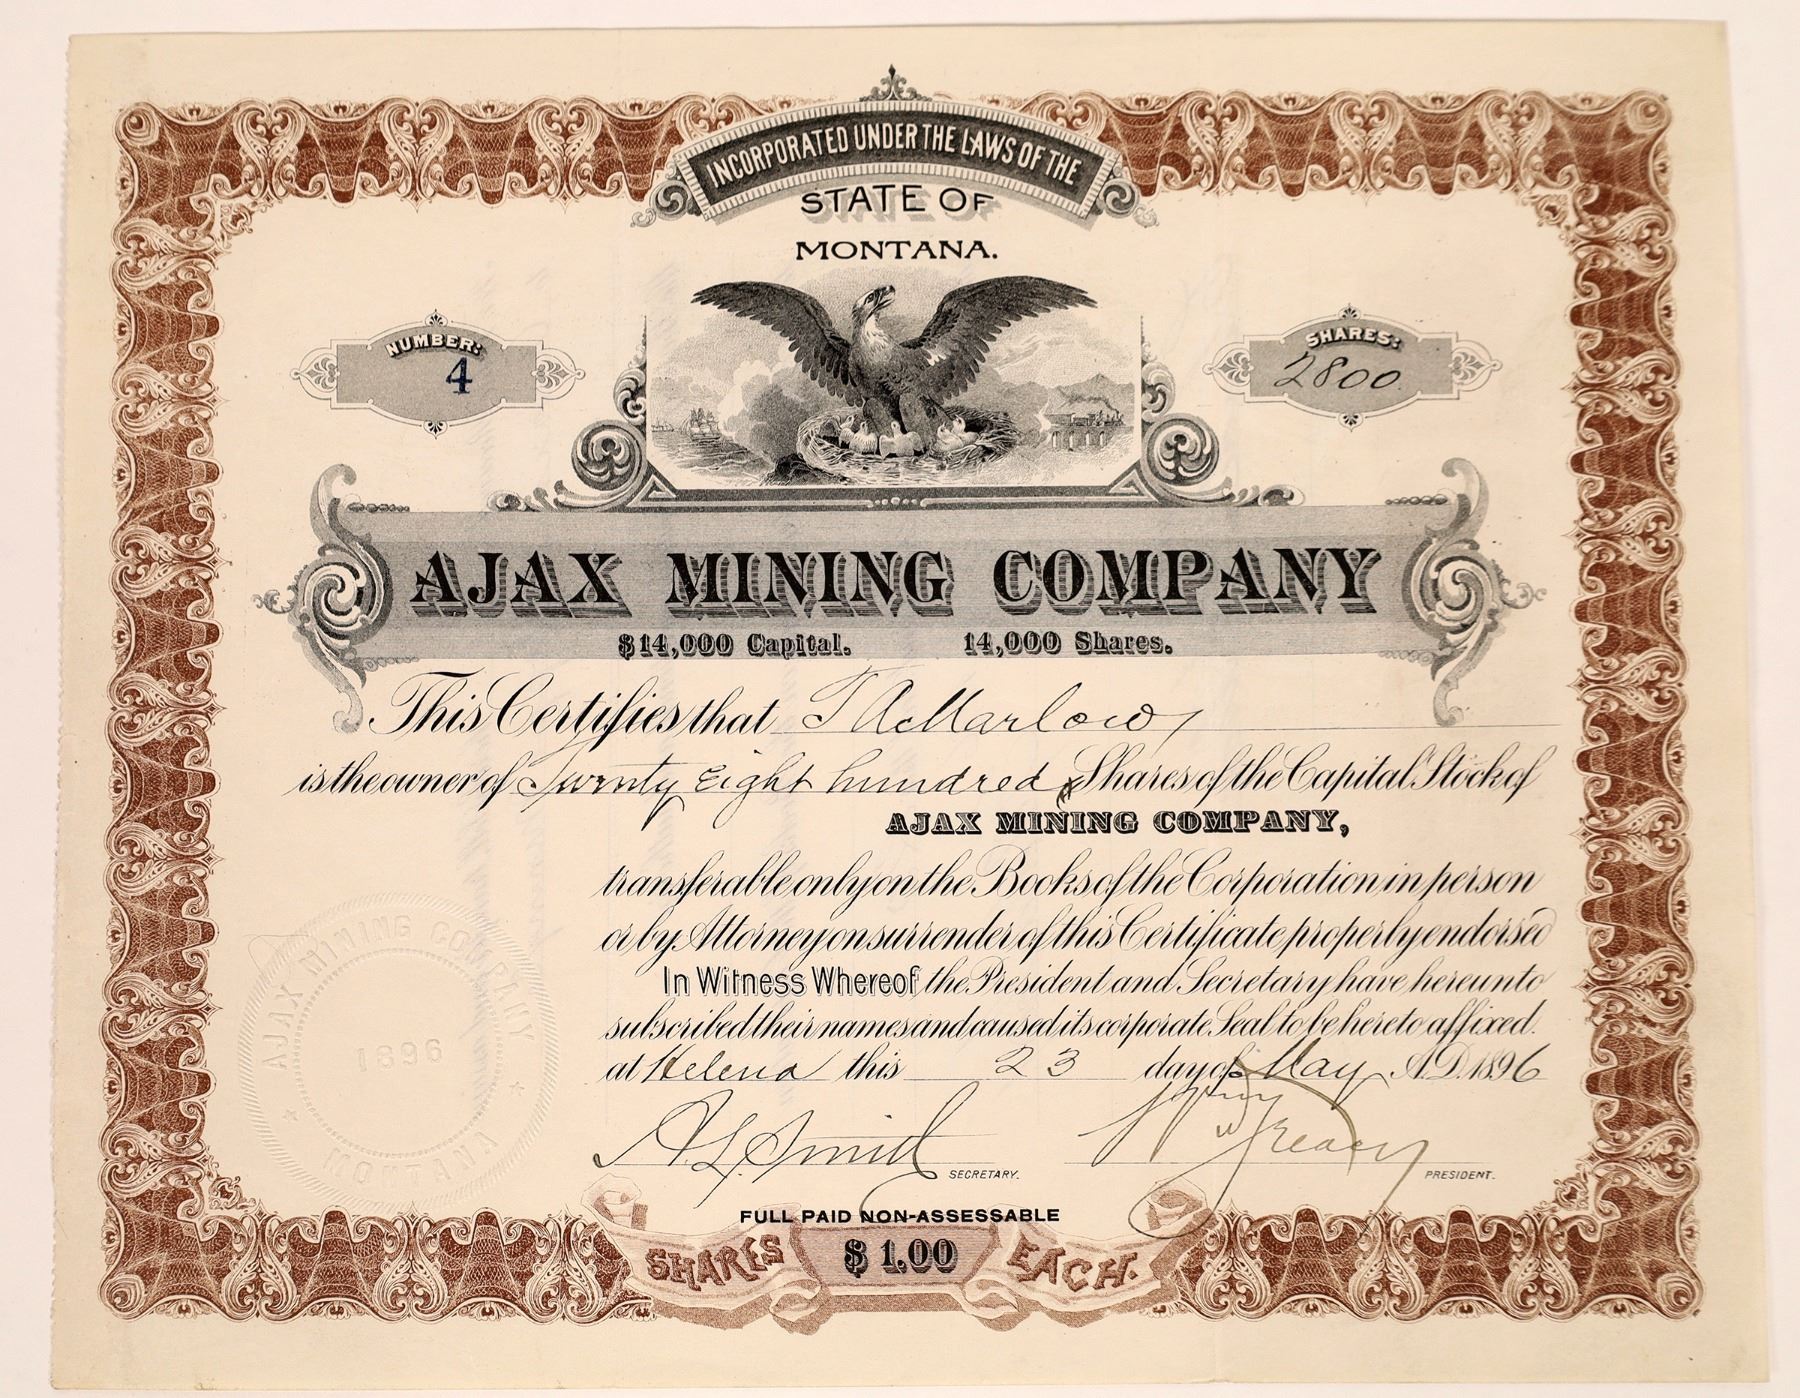 INCORPORATED UNDER THE LAWS OF THE
STATE OF
MONTANA.
NUMBER:
4
SHARES:
2800
AJAX MINING COMPANY
$14,000 Capital. 14,000 Shares.
This Certifies that T A Marlow
is the owner of Twenty Eight hundred Shares of the Capital Stock of
AJAX MINING COMPANY,
transferable only on the Books of the Corporation in person
or by Attorney on surrender of this Certificate properly endorsed
In Witness Whereof, the President and Secretary have hereunto
subscribed their names and caused its corporate Seal to be hereto affixed.
at Helena this 23 day of May A.D. 1896
AJAX MINING COMPANY
1896
MONTANA
A L Smith
SECRETARY.
PRESIDENT.
FULL PAID NON-ASSESSABLE
SHARES $1.00 EACH.